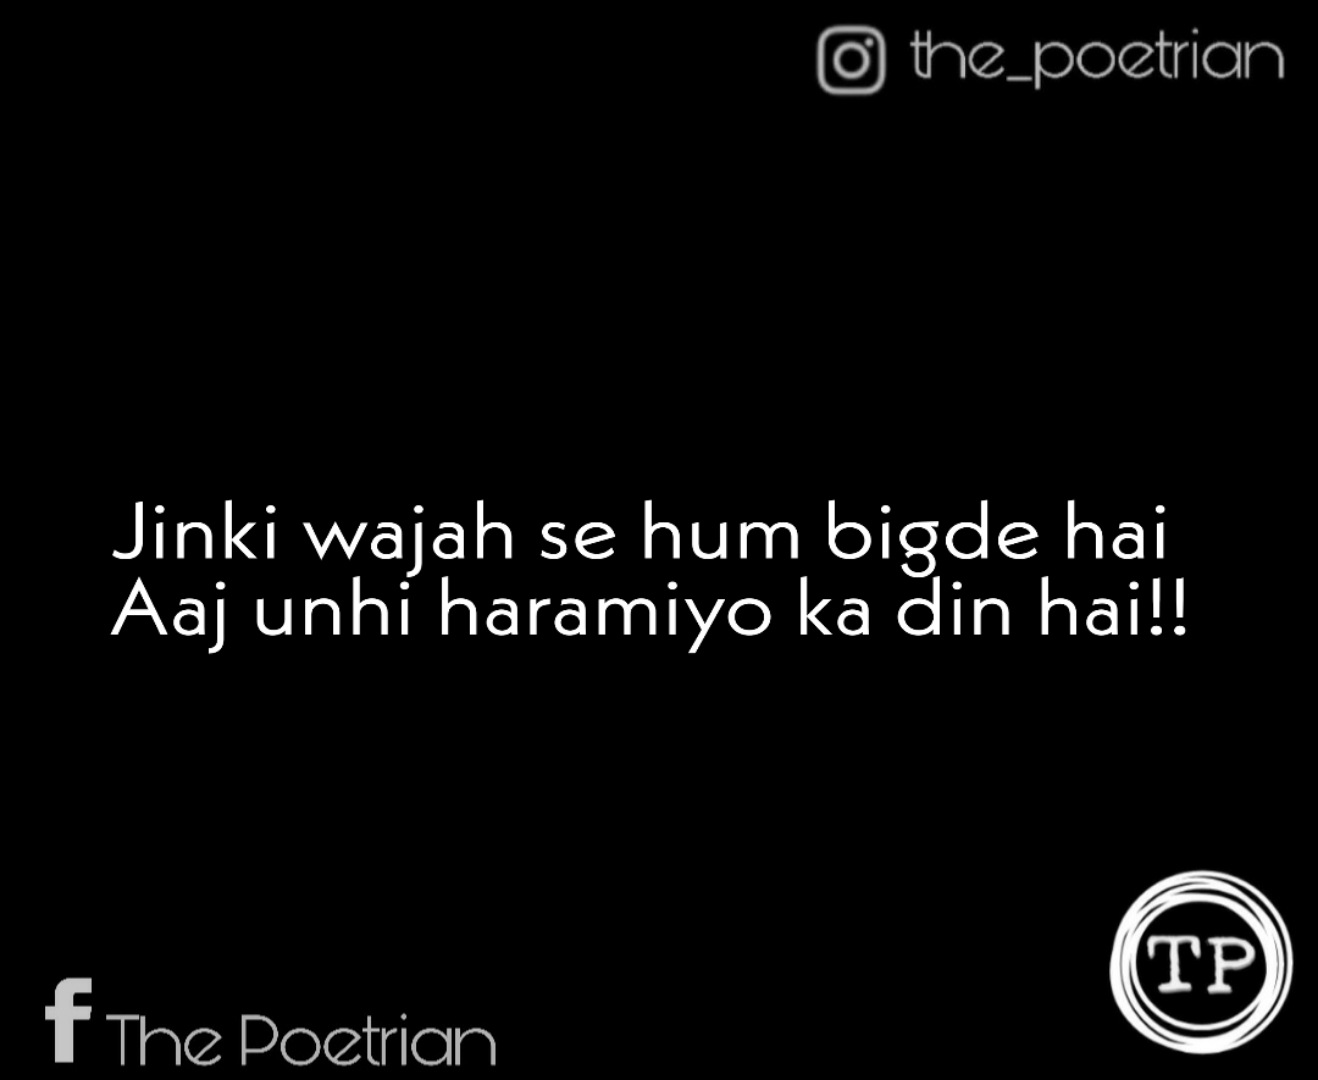 the_poetrian
Jinki wajah se hum bigde hai
Aaj unhi haramiyo ka din hai!!
TP
f The Poetrian